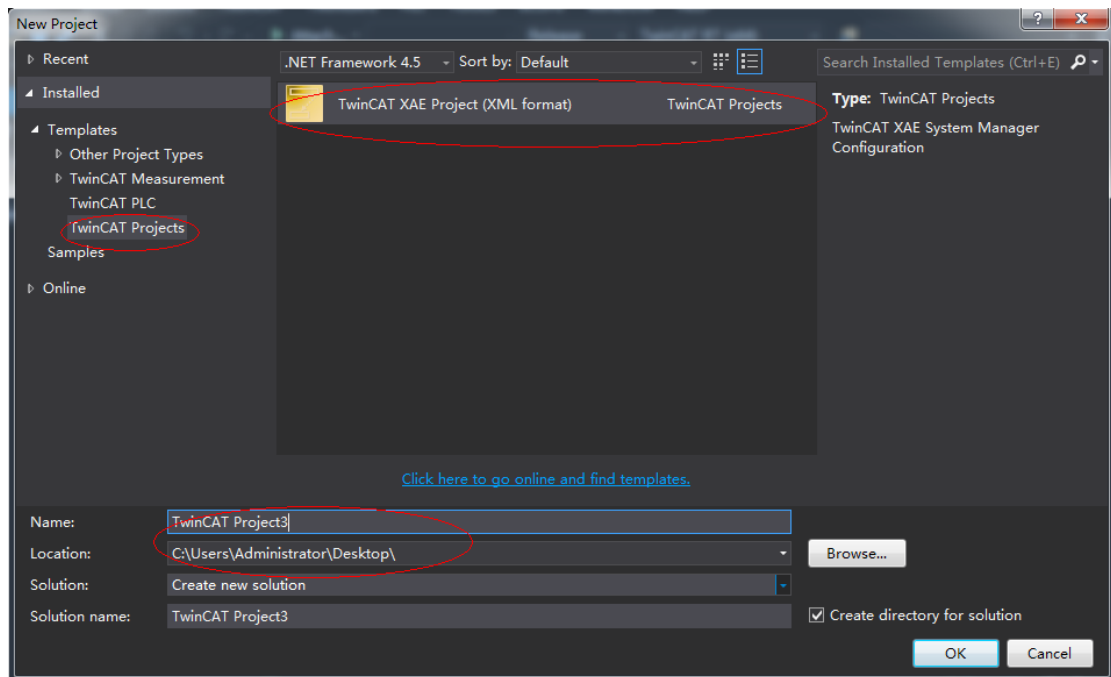 New Project
Recent
.NET Framework 4.5 Sort by: Default
Search Installed Templates (Ctrl+E)
Installed
Templates
Other Project Types
TwinCAT Measurement
TwinCAT PLC
TwinCAT Projects
Samples
Online
TwinCAT XAE Project (XML format) TwinCAT Projects
Type: TwinCAT Projects
TwinCAT XAE System Manager
Configuration
Click here to go online and find templates.
Name: TwinCAT Project3
Location: C:\Users\Administrator\Desktop\ Browse...
Solution: Create new solution
Solution name: TwinCAT Project3 Create directory for solution
OK Cancel